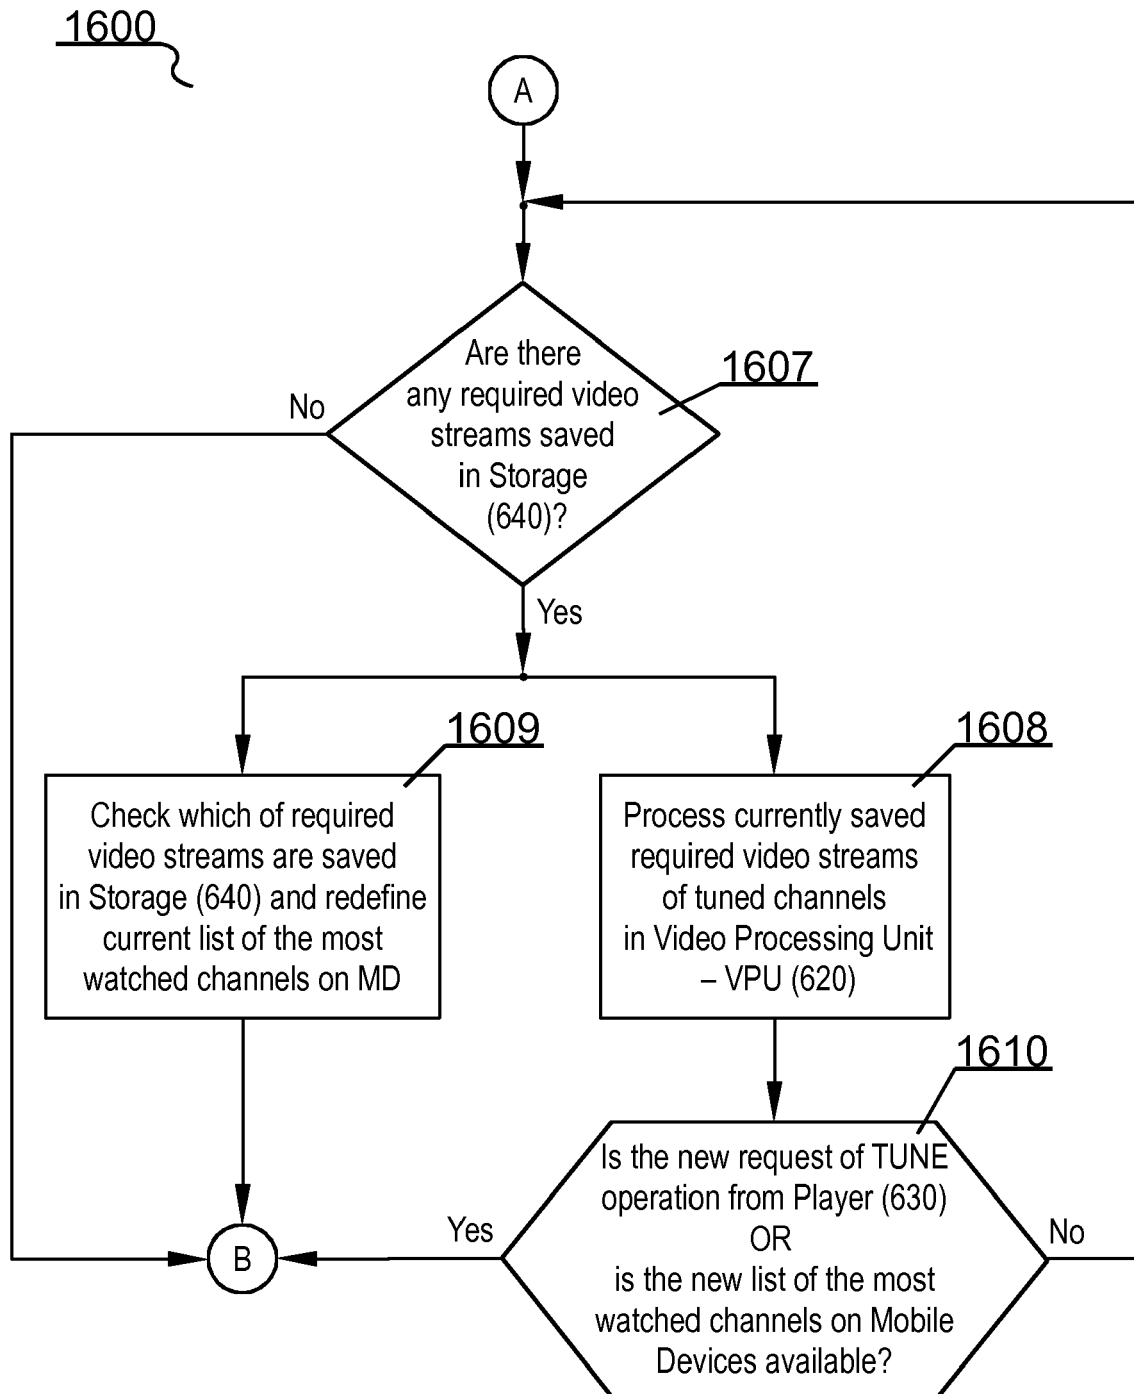 1600
A
Are there
any required video
streams saved
in Storage
(640)?
1607
No
Yes
1609
Check which of required
video streams are saved
in Storage (640) and redefine
current list of the most
watched channels on MD
1608
Process currently saved
required video streams
of tuned channels
in Video Processing Unit
– VPU (620)
1610
Is the new request of TUNE
operation from Player (630)
OR
is the new list of the most
watched channels on Mobile
Devices available?
Yes
No
B